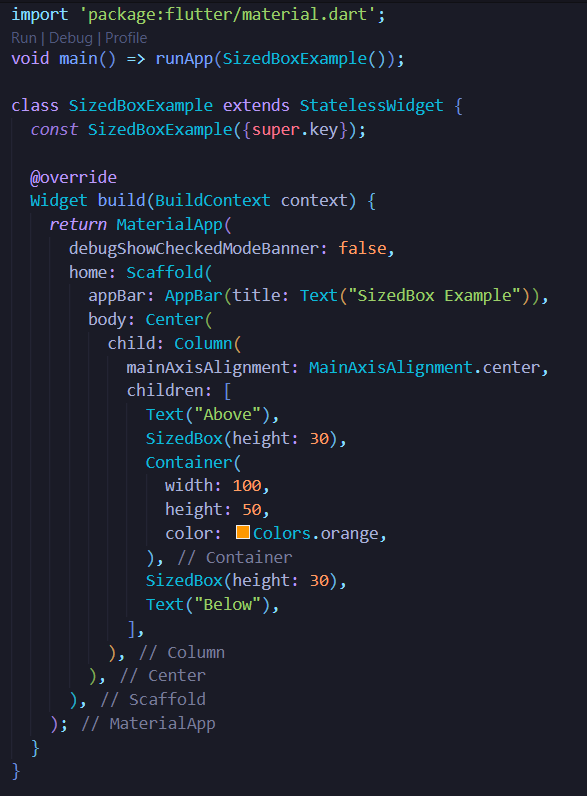 import 'package:flutter/material.dart';
Run | Debug | Profile
void main() => runApp(SizedBoxExample());

class SizedBoxExample extends StatelessWidget {
  const SizedBoxExample({super.key});

  @override
  Widget build(BuildContext context) {
    return MaterialApp(
      debugShowCheckedModeBanner: false,
      home: Scaffold(
        appBar: AppBar(title: Text("SizedBox Example")),
        body: Center(
          child: Column(
            mainAxisAlignment: MainAxisAlignment.center,
            children: [
              Text("Above"),
              SizedBox(height: 30),
              Container(
                width: 100,
                height: 50,
                color: Colors.orange,
              ), // Container
              SizedBox(height: 30),
              Text("Below"),
            ],
          ), // Column
        ), // Center
      ), // Scaffold
    ); // MaterialApp
  }
}